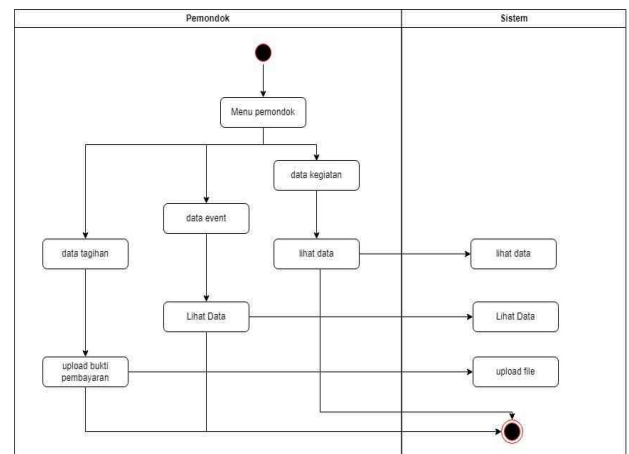 Pemondok
Sistem
Menu pemondok
data kegiatan
data event
data tagihan
lihat data
lihat data
Lihat Data
Lihat Data
upload bukti
pembayaran
upload file